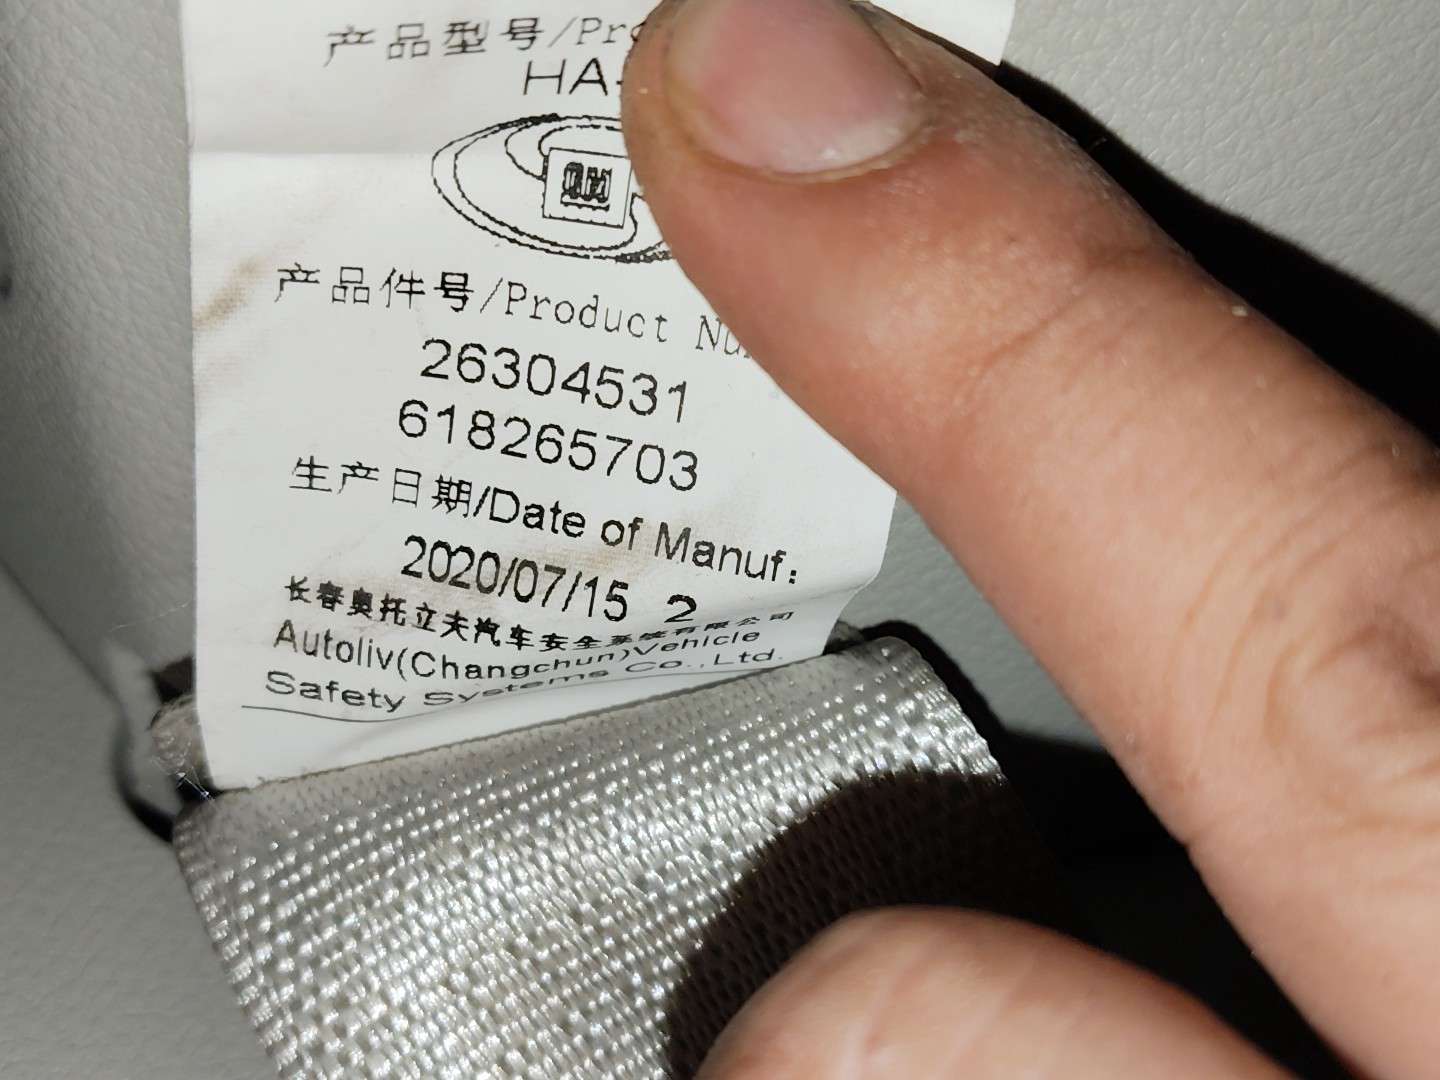 产品型号/Pro
HA-
GM
产品件号/Product Nu
26304531
618265703
生产日期/Date of Manuf:
2020/07/15 2
长春奥托立夫汽车安全系统有限公司
Autoliv(Changchun)Vehicle
Safety Systems Co.,Ltd.